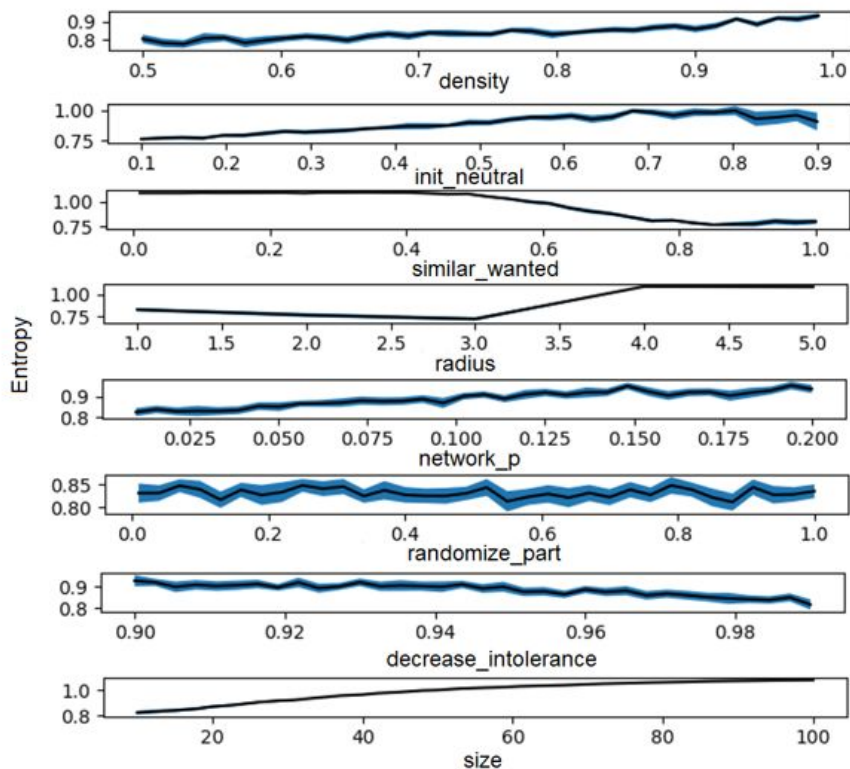 0.9
0.8
0.5 0.6 0.7 0.8 0.9 1.0
density
1.00
0.75
0.1 0.2 0.3 0.4 0.5 0.6 0.7 0.8 0.9
init_neutral
1.00
0.75
0.0 0.2 0.4 0.6 0.8 1.0
similar_wanted
1.00
0.75
1.0 1.5 2.0 2.5 3.0 3.5 4.0 4.5 5.0
radius
Entropy
0.9
0.8
0.025 0.050 0.075 0.100 0.125 0.150 0.175 0.200
network_p
0.85
0.80
0.0 0.2 0.4 0.6 0.8 1.0
randomize_part
0.9
0.8
0.90 0.92 0.94 0.96 0.98
decrease_intolerance
1.0
0.8
20 40 60 80 100
size